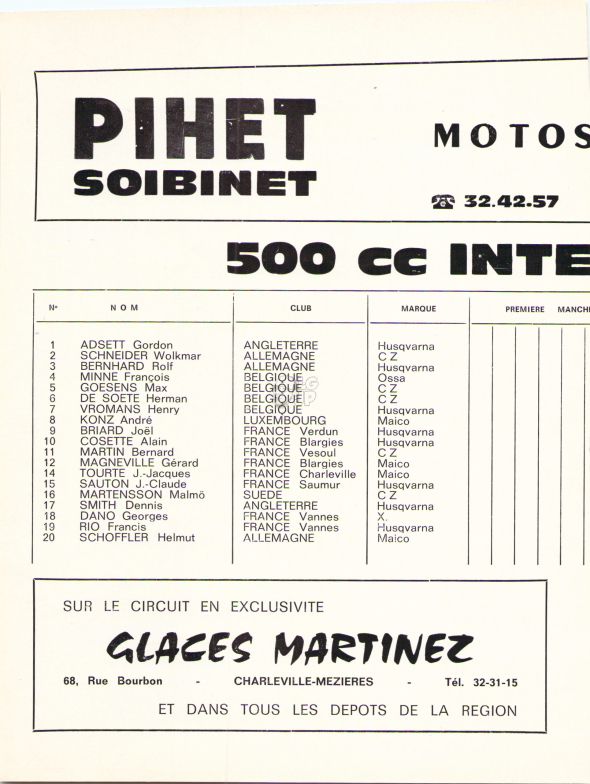 PIHET
SOIBINET
MOTOS
☎ 32.42.57
500 cc INTE
N° NOM CLUB MARQUE PREMIERE MANCH
1 ADSETT Gordon ANGLETERRE Husqvarna
2 SCHNEIDER Wolkmar ALLEMAGNE C Z
3 BERNHARD Rolf ALLEMAGNE Husqvarna
4 MINNE François BELGIQUE Ossa
5 GOESENS Max BELGIQUE C Z
6 DE SOETE Herman BELGIQUE C Z
7 VROMANS Henry BELGIQUE Husqvarna
8 KONZ André LUXEMBOURG Maico
9 BRIARD Joël FRANCE Verdun Husqvarna
10 COSETTE Alain FRANCE Blargies Husqvarna
11 MARTIN Bernard FRANCE Vesoul C Z
12 MAGNEVILLE Gérard FRANCE Blargies Maico
14 TOURTE J.-Jacques FRANCE Charleville Maico
15 SAUTON J.-Claude FRANCE Saumur Husqvarna
16 MARTENSSON Malmö SUEDE C Z
17 SMITH Dennis ANGLETERRE Husqvarna
18 DANO Georges FRANCE Vannes X.
19 RIO Francis FRANCE Vannes Husqvarna
20 SCHOFFLER Helmut ALLEMAGNE Maico
SUR LE CIRCUIT EN EXCLUSIVITE
GLACES MARTINEZ
68, Rue Bourbon - CHARLEVILLE-MEZIERES - Tél. 32-31-15
ET DANS TOUS LES DEPOTS DE LA REGION